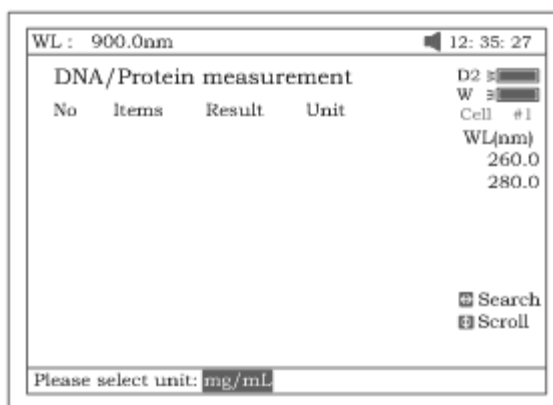 WL : 900.0nm 12: 35: 27
DNA/Protein measurement
No Items Result Unit
D2
W
Cell #1
WL(nm)
260.0
280.0
Search
Scroll
Please select unit: mg/mL